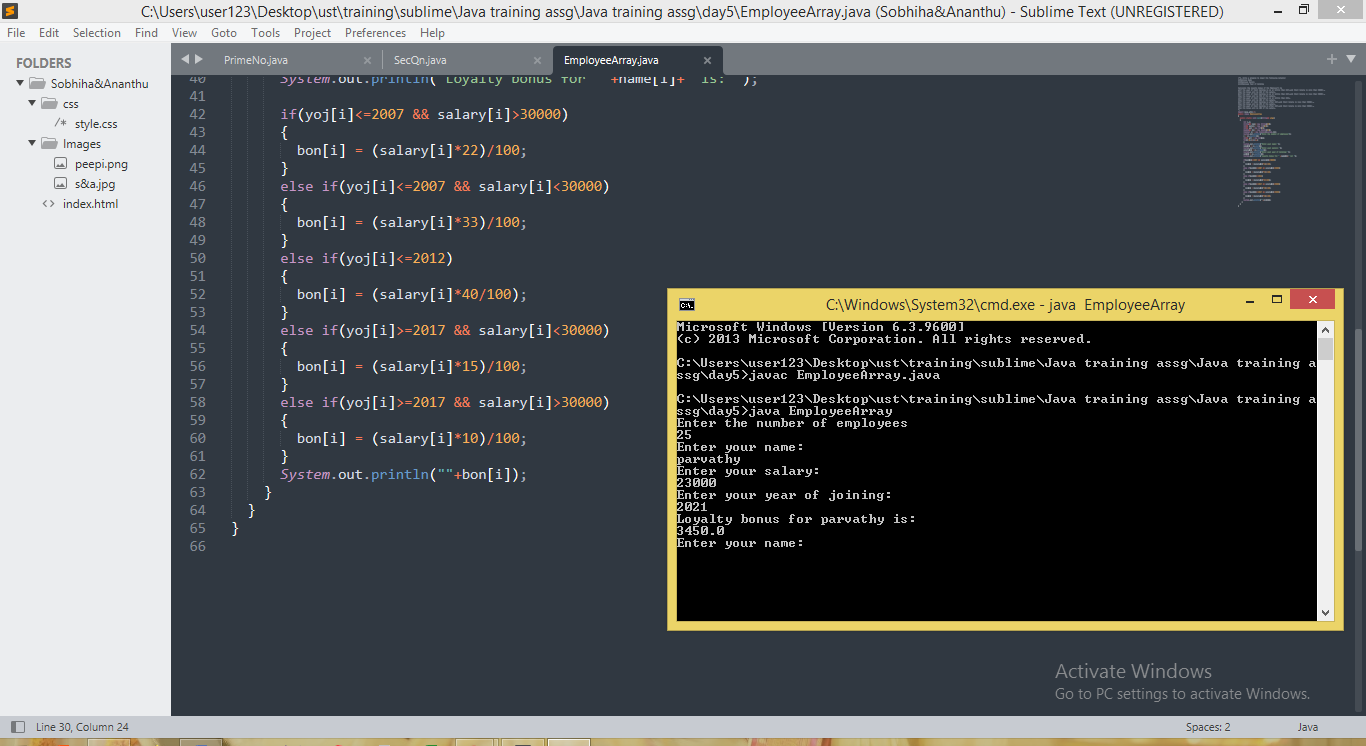 C:\Users\user123\Desktop\ust\training\sublime\Java training assg\Java training assg\day5\EmployeeArray.java (Sobhiha&Ananthu) - Sublime Text (UNREGISTERED)
File Edit Selection Find View Goto Tools Project Preferences Help
FOLDERS
Sobhiha&Ananthu
css
/* style.css
Images
peepi.png
s&a.jpg
<> index.html
PrimeNo.java × SecQn.java × EmployeeArray.java ×
40 System.out.println("Loyalty bonus for "+name[i]+" is: ");
41
42 if(yoj[i]<=2007 && salary[i]>30000)
43 {
44 bon[i] = (salary[i]*22)/100;
45 }
46 else if(yoj[i]<=2007 && salary[i]<30000)
47 {
48 bon[i] = (salary[i]*33)/100;
49 }
50 else if(yoj[i]<=2012)
51 {
52 bon[i] = (salary[i]*40/100);
53 }
54 else if(yoj[i]>=2017 && salary[i]<30000)
55 {
56 bon[i] = (salary[i]*15)/100;
57 }
58 else if(yoj[i]>=2017 && salary[i]>30000)
59 {
60 bon[i] = (salary[i]*10)/100;
61 }
62 System.out.println(""+bon[i]);
63 }
64 }
65 }
66
C:\Windows\System32\cmd.exe - java EmployeeArray
Microsoft Windows [Version 6.3.9600]
(c) 2013 Microsoft Corporation. All rights reserved.
C:\Users\user123\Desktop\ust\training\sublime\Java training assg\Java training a
ssg\day5>javac EmployeeArray.java
C:\Users\user123\Desktop\ust\training\sublime\Java training assg\Java training a
ssg\day5>java EmployeeArray
Enter the number of employees
25
Enter your name:
parvathy
Enter your salary:
23000
Enter your year of joining:
2021
Loyalty bonus for parvathy is:
3450.0
Enter your name:
Activate Windows
Go to PC settings to activate Windows.
Line 30, Column 24
Spaces: 2 Java